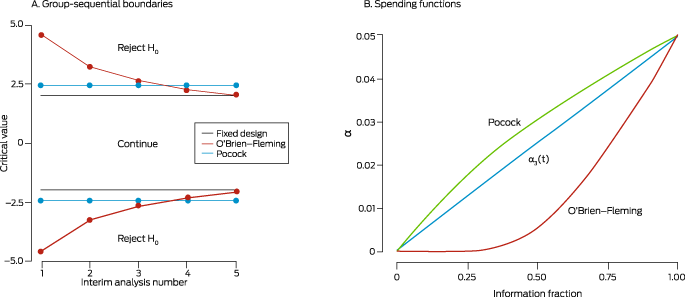 A. Group-sequential boundaries
5.0
2.5
0
−2.5
−5.0
Critical value
Reject H0
Continue
Reject H0
Fixed design
O'Brien–Fleming
Pocock
1 2 3 4 5
Interim analysis number
B. Spending functions
0.05
0.04
0.03
0.02
0.01
0
α
Pocock
α3(t)
O'Brien–Fleming
0 0.25 0.50 0.75 1.00
Information fraction